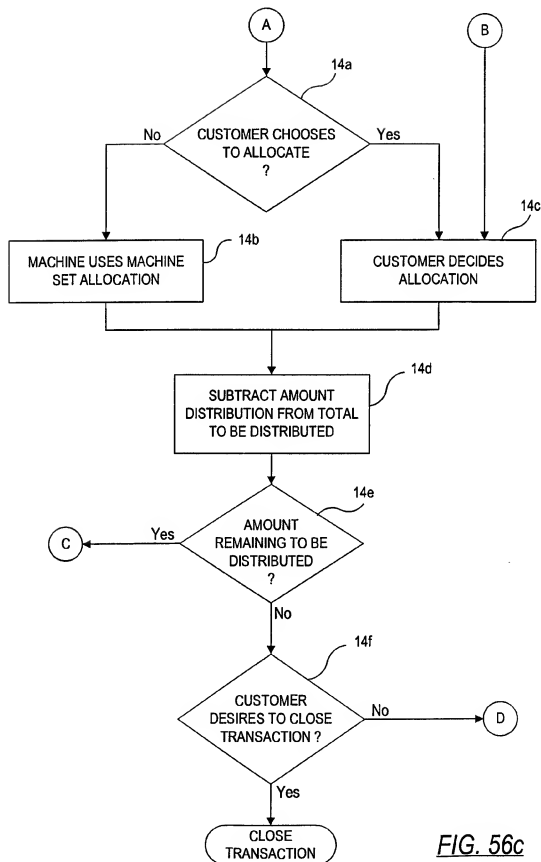 A
B
14a
CUSTOMER CHOOSES
TO ALLOCATE
?
No
Yes
14b
14c
MACHINE USES MACHINE
SET ALLOCATION
CUSTOMER DECIDES
ALLOCATION
14d
SUBTRACT AMOUNT
DISTRIBUTION FROM TOTAL
TO BE DISTRIBUTED
14e
AMOUNT
REMAINING TO BE
DISTRIBUTED
?
Yes
C
No
14f
CUSTOMER
DESIRES TO CLOSE
TRANSACTION ?
No
D
Yes
CLOSE
TRANSACTION
FIG. 56c